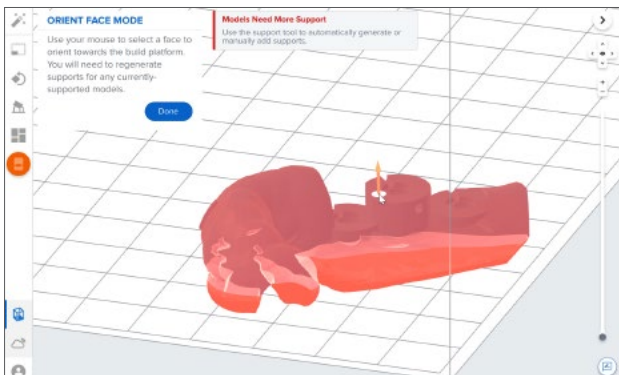 ORIENT FACE MODE
Use your mouse to select a face to
orient towards the build platform.
You will need to regenerate
supports for any currently-
supported models.
Done
Models Need More Support
Use the support tool to automatically generate or
manually add supports.